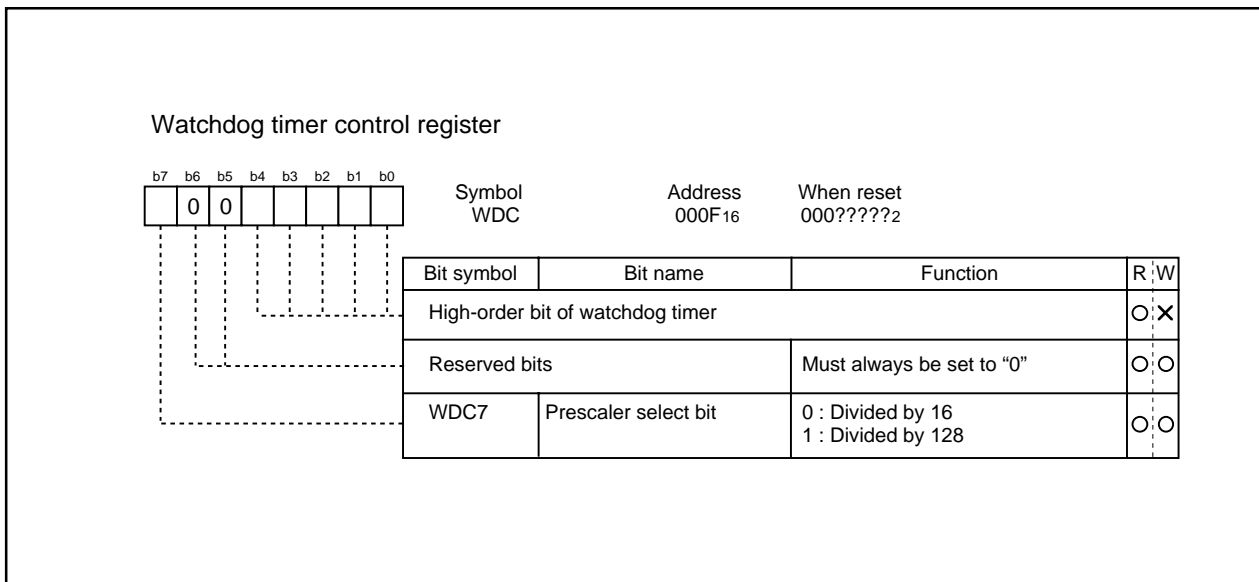 Watchdog timer control register
b7 b6 b5 b4 b3 b2 b1 b0
0 0
Symbol Address When reset
WDC 000F16 000?????2
Bit symbol Bit name Function R W
High-order bit of watchdog timer O X
Reserved bits Must always be set to “0” O O
WDC7 Prescaler select bit 0 : Divided by 16
1 : Divided by 128 O O